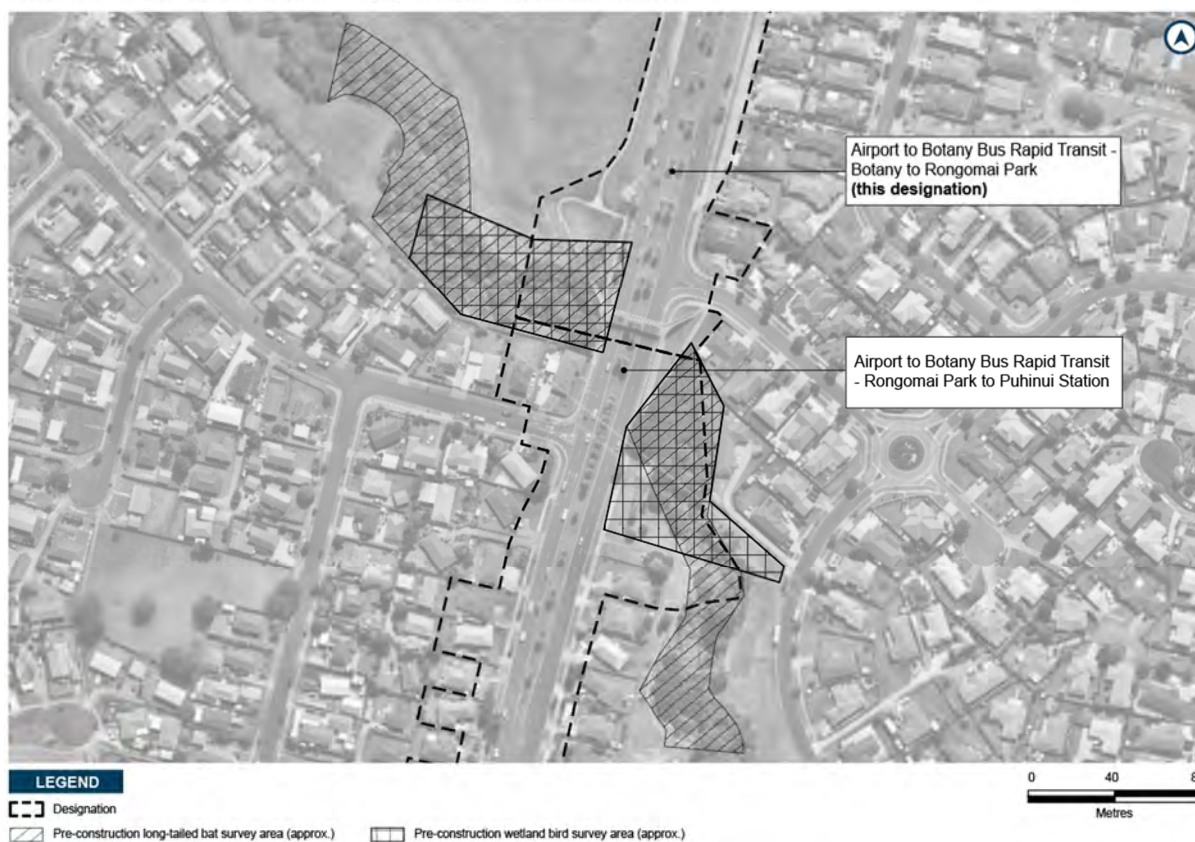 Airport to Botany Bus Rapid Transit -
Botany to Rongomai Park
(this designation)
Airport to Botany Bus Rapid Transit
- Rongomai Park to Puhinui Station
LEGEND
Designation
Pre-construction long-tailed bat survey area (approx.)
Pre-construction wetland bird survey area (approx.)
0 40 8
Metres